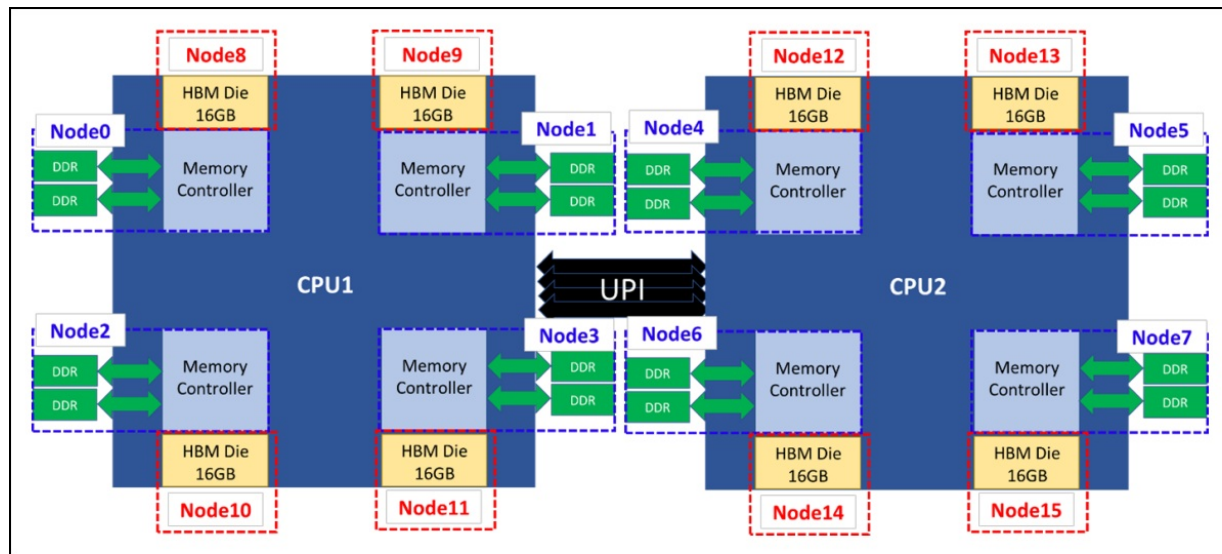 Node8
Node9
Node12
Node13
HBM Die
16GB
HBM Die
16GB
HBM Die
16GB
HBM Die
16GB
Node0
Node1
Node4
Node5
DDR
DDR
Memory
Controller
Memory
Controller
DDR
DDR
DDR
DDR
Memory
Controller
Memory
Controller
DDR
DDR
CPU1
UPI
CPU2
Node2
Node3
Node6
Node7
DDR
DDR
Memory
Controller
Memory
Controller
DDR
DDR
DDR
DDR
Memory
Controller
Memory
Controller
DDR
DDR
HBM Die
16GB
HBM Die
16GB
HBM Die
16GB
HBM Die
16GB
Node10
Node11
Node14
Node15